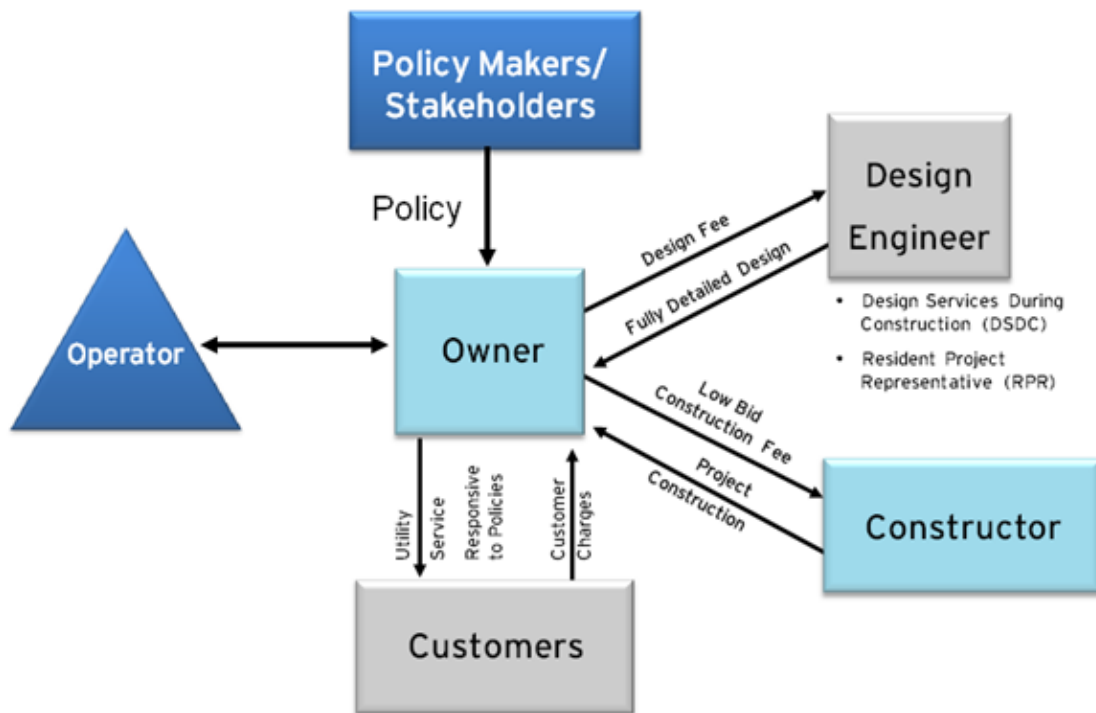 Policy Makers/
Stakeholders
Policy
Design
Engineer
Design Fee
Fully Detailed Design
• Design Services During
Construction (DSDC)
• Resident Project
Representative (RPR)
Operator
Owner
Low Bid
Construction Fee
Project
Construction
Constructor
Utility
Service
Responsive
to Policies
Customer
Charges
Customers